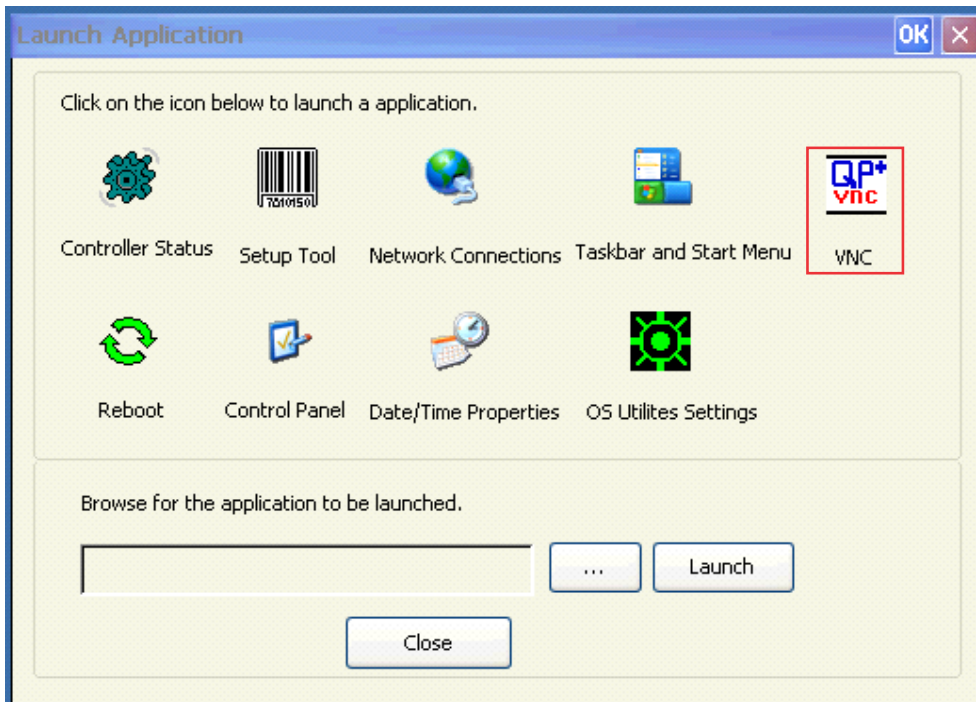 Launch Application
OK
Click on the icon below to launch a application.
QP+
vnc
Controller Status
Setup Tool
Network Connections
Taskbar and Start Menu
VNC
Reboot
Control Panel
Date/Time Properties
OS Utilites Settings
Browse for the application to be launched.
...
Launch
Close